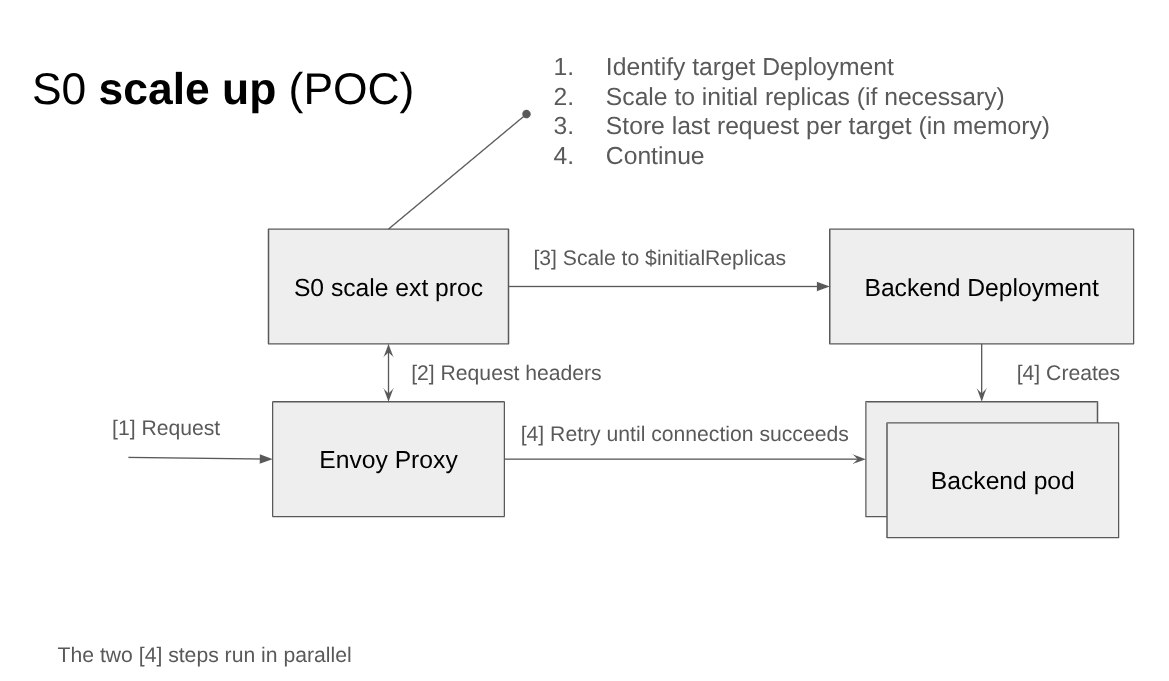 S0 scale up (POC)
1. Identify target Deployment
2. Scale to initial replicas (if necessary)
3. Store last request per target (in memory)
4. Continue
S0 scale ext proc
[3] Scale to $initialReplicas
Backend Deployment
[2] Request headers
[4] Creates
[1] Request
Envoy Proxy
[4] Retry until connection succeeds
Backend pod
The two [4] steps run in parallel